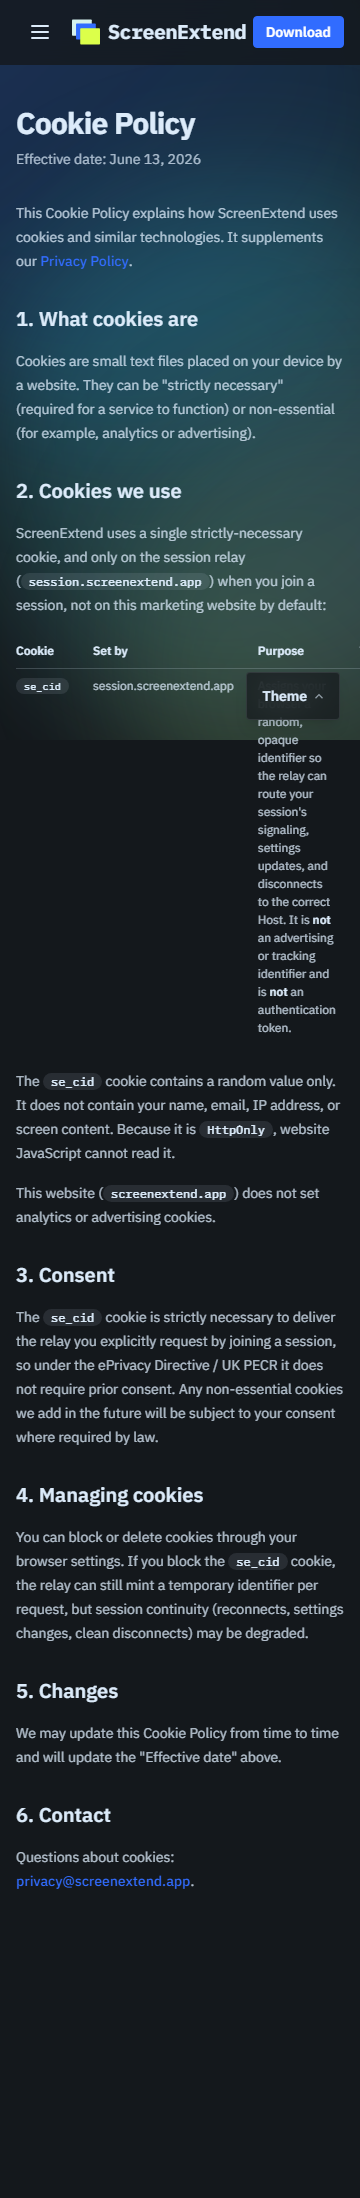 ScreenExtend
Download
Cookie Policy
Effective date: June 13, 2026
This Cookie Policy explains how ScreenExtend uses
cookies and similar technologies. It supplements
our Privacy Policy.
1. What cookies are
Cookies are small text files placed on your device by
a website. They can be "strictly necessary"
(required for a service to function) or non-essential
(for example, analytics or advertising).
2. Cookies we use
ScreenExtend uses a single strictly-necessary
cookie, and only on the session relay
( session.screenextend.app ) when you join a
session, not on this marketing website by default:
Cookie Set by Purpose
se_cid session.screenextend.app
Theme
random,
opaque
identifier so
the relay can
route your
session's
signaling,
settings
updates, and
disconnects
to the correct
Host. It is not
an advertising
or tracking
identifier and
is not an
authentication
token.
The se_cid cookie contains a random value only.
It does not contain your name, email, IP address, or
screen content. Because it is HttpOnly , website
JavaScript cannot read it.
This website ( screenextend.app ) does not set
analytics or advertising cookies.
3. Consent
The se_cid cookie is strictly necessary to deliver
the relay you explicitly request by joining a session,
so under the ePrivacy Directive / UK PECR it does
not require prior consent. Any non-essential cookies
we add in the future will be subject to your consent
where required by law.
4. Managing cookies
You can block or delete cookies through your
browser settings. If you block the se_cid cookie,
the relay can still mint a temporary identifier per
request, but session continuity (reconnects, settings
changes, clean disconnects) may be degraded.
5. Changes
We may update this Cookie Policy from time to time
and will update the "Effective date" above.
6. Contact
Questions about cookies:
privacy@screenextend.app.